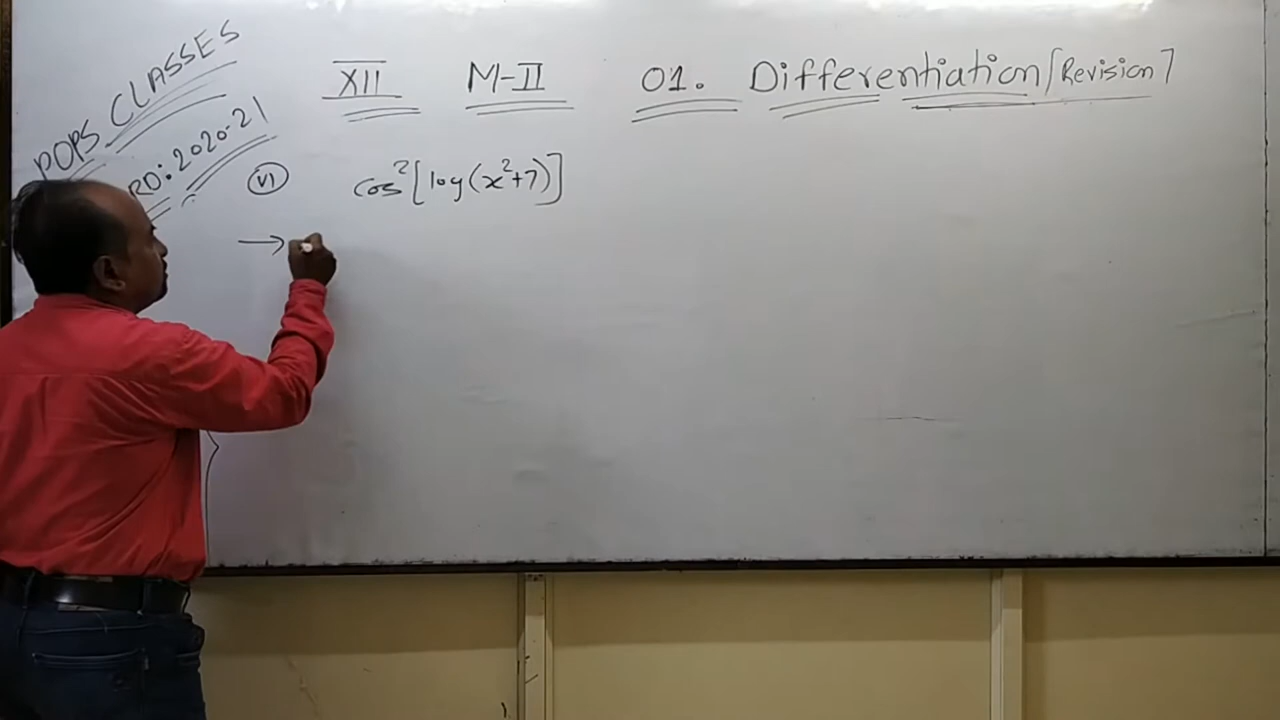 POPS CLASSES
RD: 2020-21
XII M-II 01. Differentiation [Revision]
(VI) cos²[log(x²+7)]
→